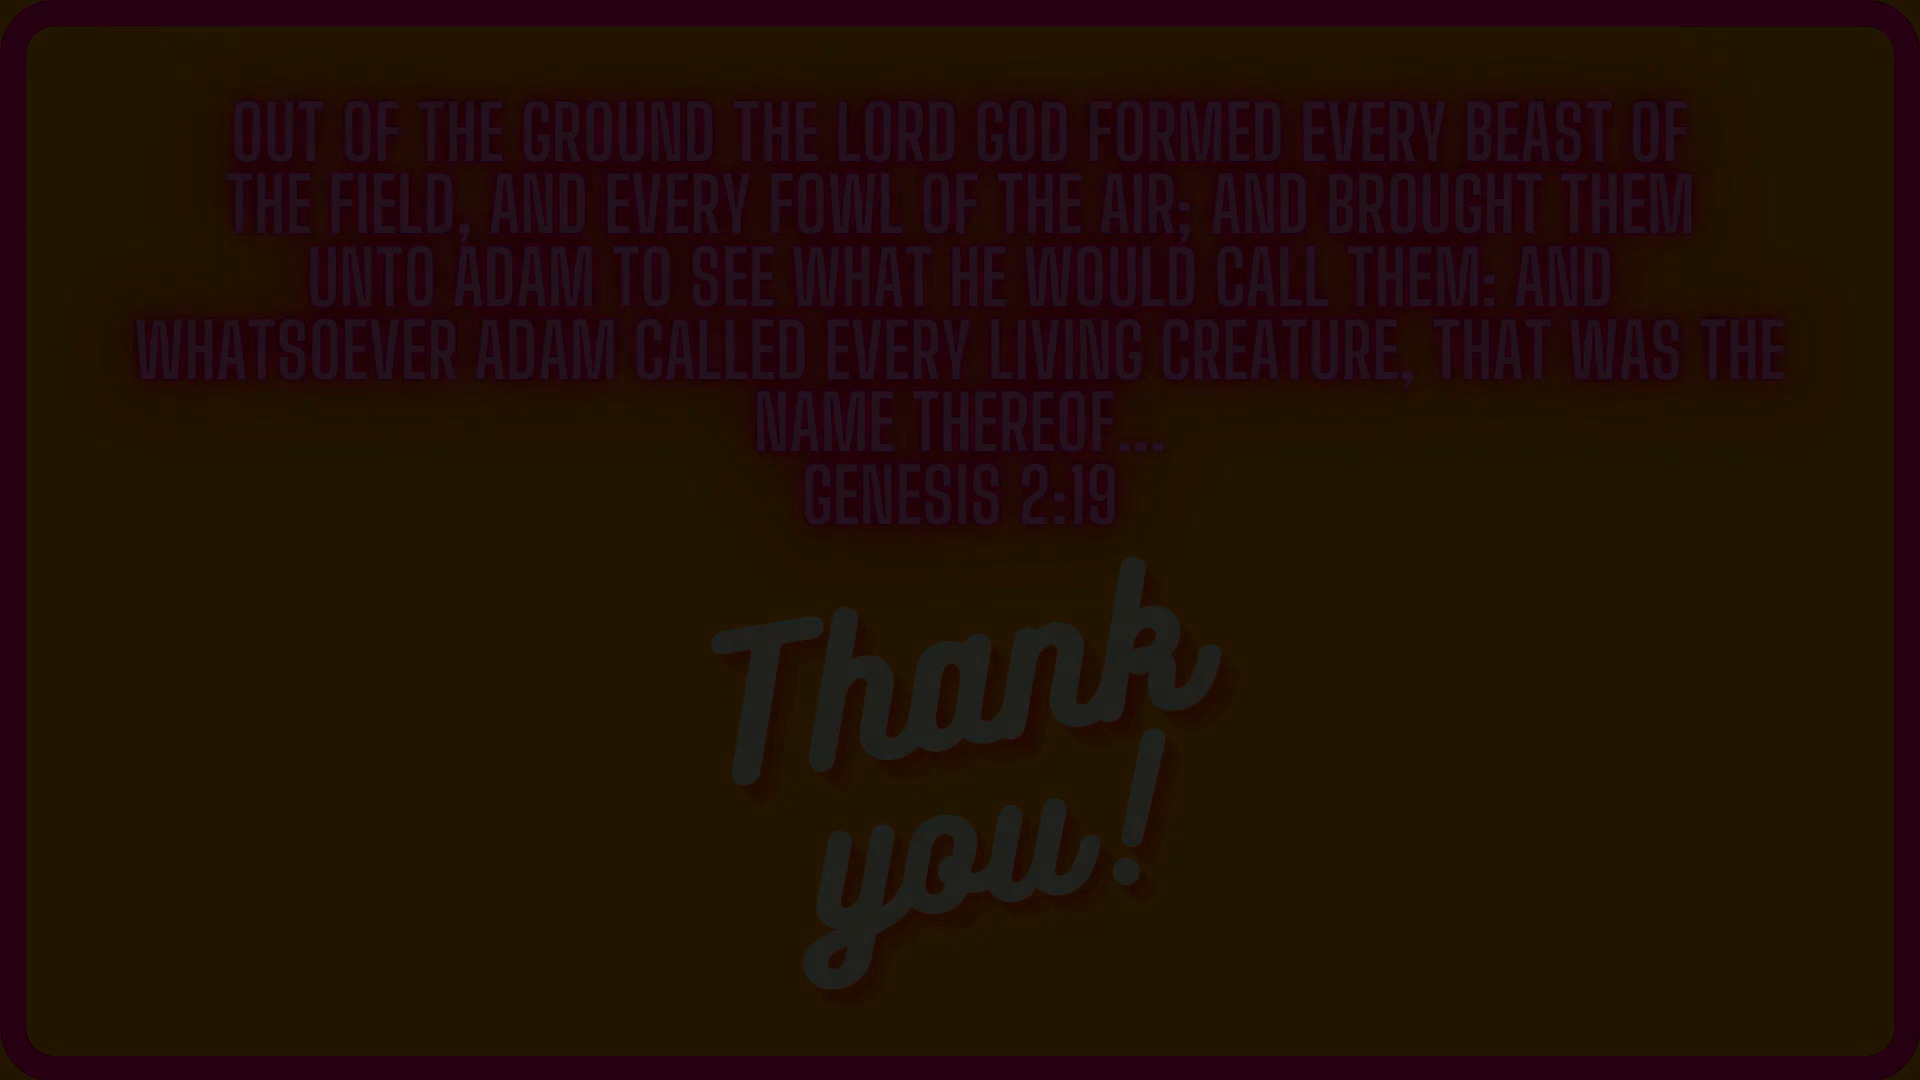 OUT OF THE GROUND THE LORD GOD FORMED EVERY BEAST OF
THE FIELD, AND EVERY FOWL OF THE AIR; AND BROUGHT THEM
UNTO ADAM TO SEE WHAT HE WOULD CALL THEM: AND
WHATSOEVER ADAM CALLED EVERY LIVING CREATURE, THAT WAS THE
NAME THEREOF...
GENESIS 2:19
Thank
you!